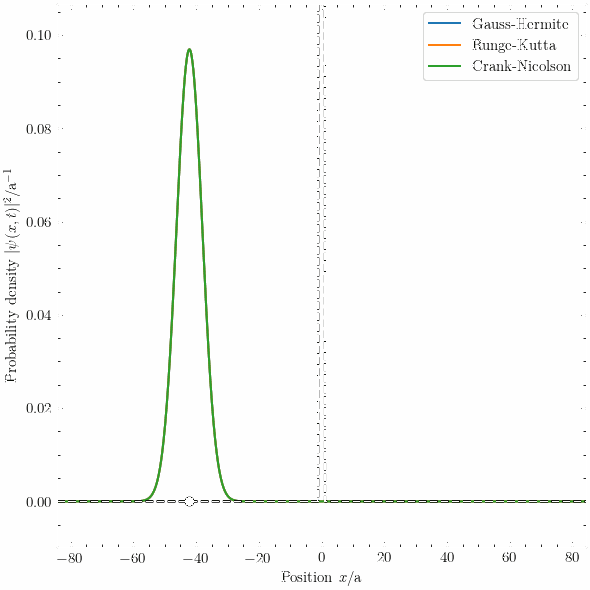 Gauss-Hermite
Runge-Kutta
Crank-Nicolson
Probability density |ψ(x, t)|²/a⁻¹
0.10
0.08
0.06
0.04
0.02
0.00
−80 −60 −40 −20 0 20 40 60 80
Position x/a